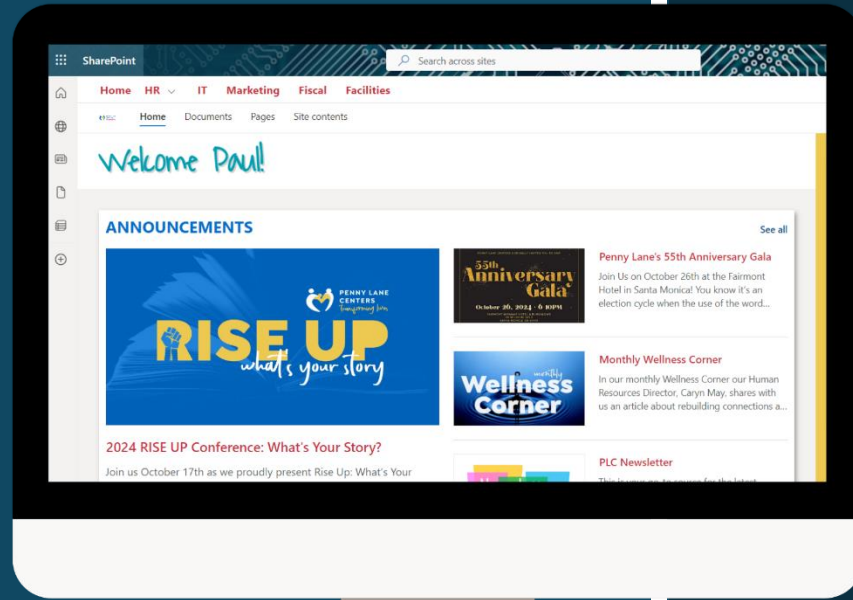 SharePoint
Search across sites
Home HR IT Marketing Fiscal Facilities
Home Documents Pages Site contents
Welcome Paul!
ANNOUNCEMENTS
See all
PENNY LANE
CENTERS
Transforming lives
RISE UP
what's your story
2024 RISE UP Conference: What's Your Story?
Join us October 17th as we proudly present Rise Up: What's Your
55th
Anniversary
Gala
October 26, 2024 · 6-10PM
Penny Lane's 55th Anniversary Gala
Join Us on October 26th at the Fairmont
Hotel in Santa Monica! You know it's an
election cycle when the use of the word...
monthly
Wellness
Corner
Monthly Wellness Corner
In our monthly Wellness Corner our Human
Resources Director, Caryn May, shares with
us an article about rebuilding connections a...
PLC Newsletter